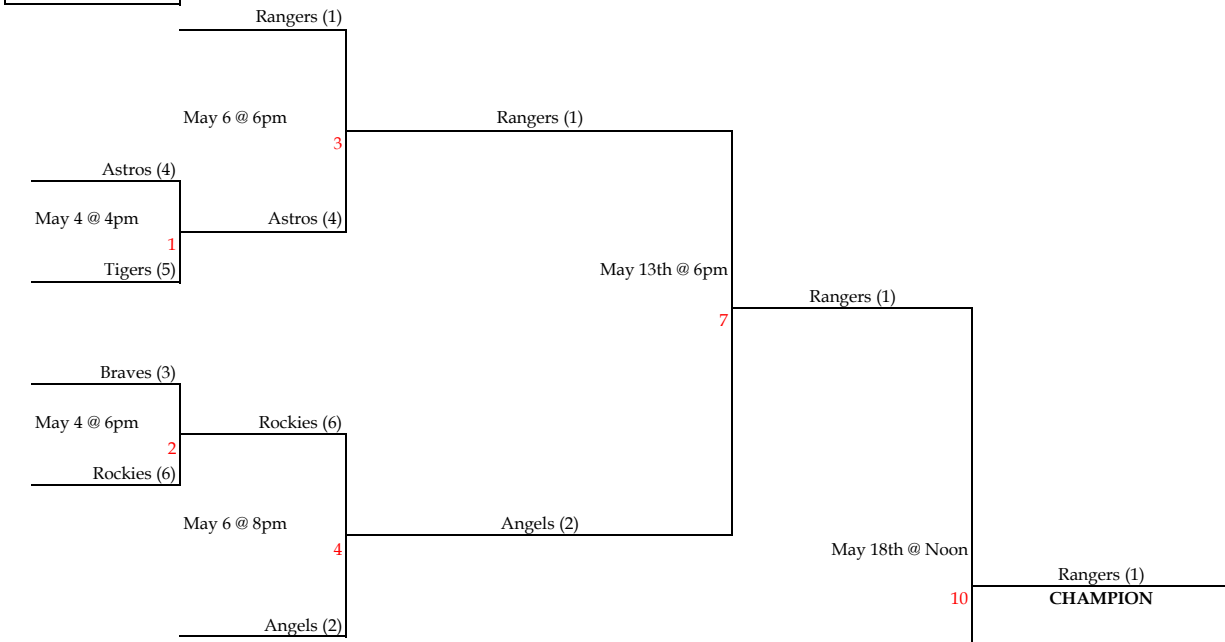 Rangers (1)
May 6 @ 6pm
Rangers (1)
3
Astros (4)
May 4 @ 4pm
Astros (4)
1
Tigers (5)
May 13th @ 6pm
Rangers (1)
7
Braves (3)
May 4 @ 6pm
Rockies (6)
2
Rockies (6)
May 6 @ 8pm
Angels (2)
4
May 18th @ Noon
Rangers (1)
10
CHAMPION
Angels (2)